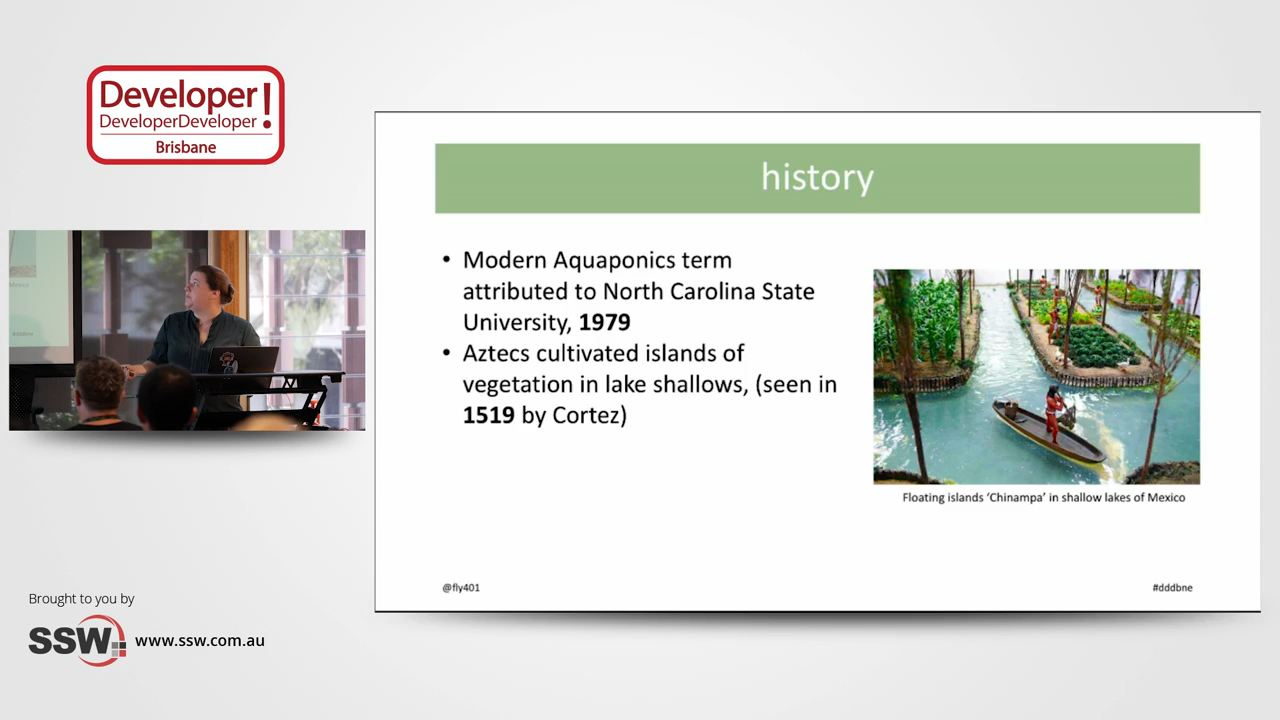 Developer!
DeveloperDeveloper
Brisbane
history
• Modern Aquaponics term
attributed to North Carolina State
University, 1979
• Aztecs cultivated islands of
vegetation in lake shallows, (seen in
1519 by Cortez)
Floating islands ‘Chinampa’ in shallow lakes of Mexico
@fly401
#dddbne
Brought to you by
SSW
www.ssw.com.au